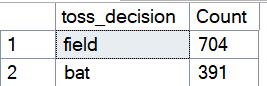 toss_decision Count
1 field 704
2 bat 391